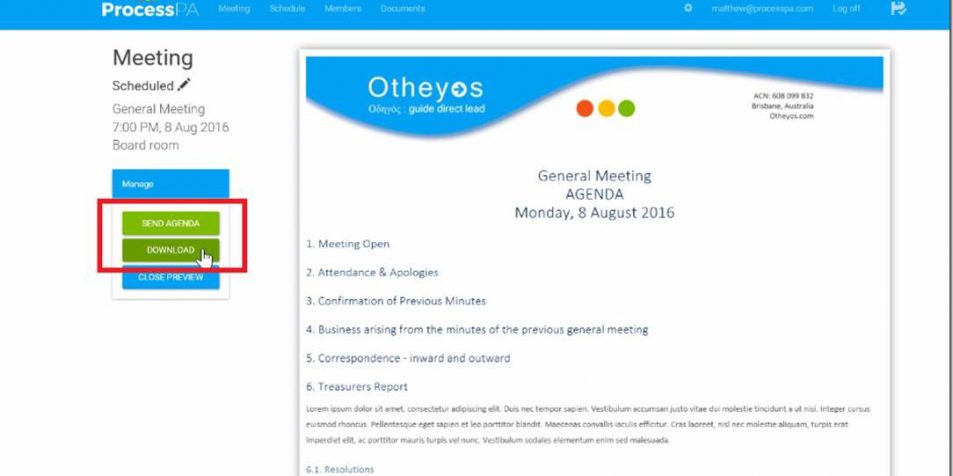 ProcessPA Meeting Schedule Members Documents matthew@processpa.com Log off
Meeting
Scheduled
General Meeting
7:00 PM, 8 Aug 2016
Board room
Manage
SEND AGENDA
DOWNLOAD
CLOSE PREVIEW
Otheyos
Οδηγός : guide direct lead
ACN: 608 099 832
Brisbane, Australia
Otheyos.com
General Meeting
AGENDA
Monday, 8 August 2016
1. Meeting Open
2. Attendance & Apologies
3. Confirmation of Previous Minutes
4. Business arising from the minutes of the previous general meeting
5. Correspondence - inward and outward
6. Treasurers Report
Lorem ipsum dolor sit amet, consectetur adipiscing elit. Duis nec tempor sapien. Vestibulum accumsan justo vitae dui molestie tincidunt a ut nisi. Integer cursus
euismod rhoncus. Pellentesque eget sapien et leo porttitor blandit. Maecenas convallis iaculis efficitur. Cras laoreet, nisl nec molestie aliquam, turpis erat
imperdiet elit, ac porttitor mauris turpis vel nunc. Vestibulum sodales elementum enim sed malesuada.
6.1. Resolutions